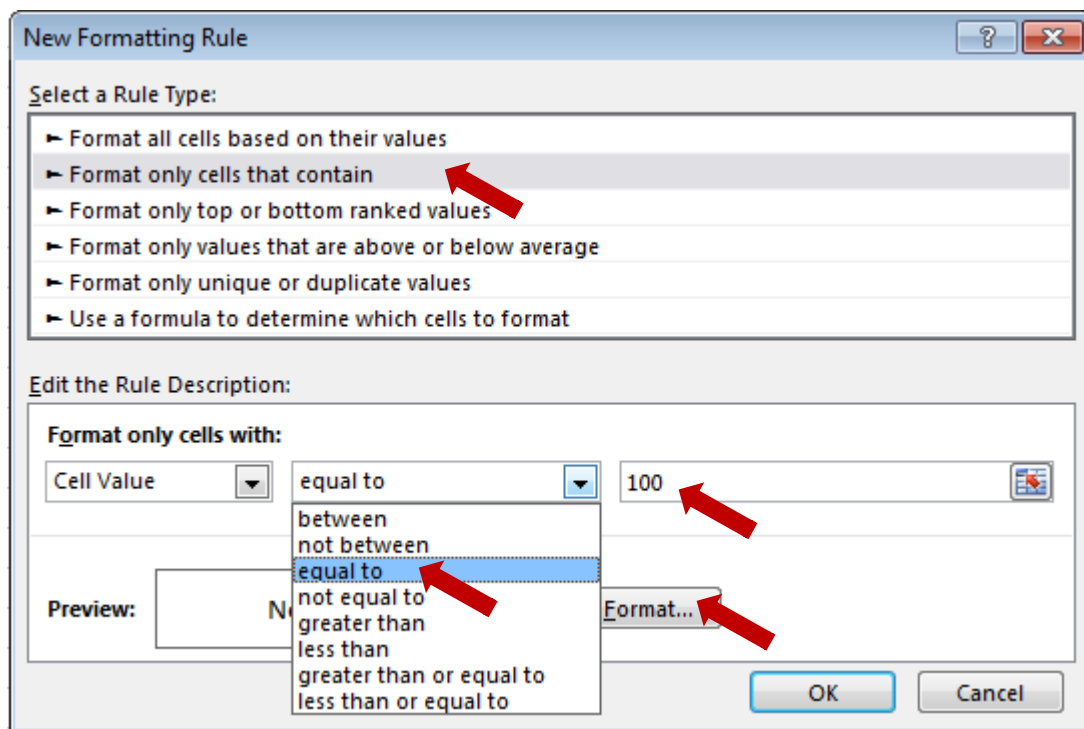 New Formatting Rule
Select a Rule Type:
► Format all cells based on their values
► Format only cells that contain
► Format only top or bottom ranked values
► Format only values that are above or below average
► Format only unique or duplicate values
► Use a formula to determine which cells to format
Edit the Rule Description:
Format only cells with:
Cell Value equal to 100
between
not between
equal to
not equal to
greater than
less than
greater than or equal to
less than or equal to
Preview: Format...
OK Cancel